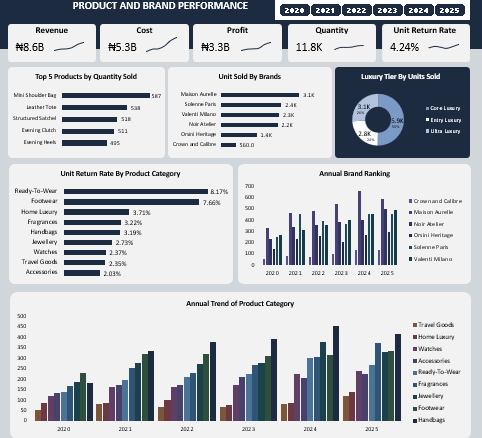 PRODUCT AND BRAND PERFORMANCE
2020 2021 2022 2023 2024 2025
Revenue
₦8.6B
Cost
₦5.3B
Profit
₦3.3B
Quantity
11.8K
Unit Return Rate
4.24%
Top 5 Products by Quantity Sold
Mini Shoulder Bag 587
Leather Tote 538
Structured Satchel 518
Evening Clutch 511
Evening Heels 495
Unit Sold By Brands
Maison Aurelle 3.1K
Solenne Paris 2.4K
Valenti Milano 2.3K
Noir Atelier 2.2K
Orsini Heritage 1.4K
Crown and Calibre 560.0
Luxury Tier By Units Sold
3.1K
5.9K
2.8K
Core Luxury
Entry Luxury
Ultra Luxury
Unit Return Rate By Product Category
Ready-To-Wear 8.17%
Footwear 7.66%
Home Luxury 3.71%
Fragrances 3.22%
Handbags 3.19%
Jewellery 2.73%
Watches 2.37%
Travel Goods 2.35%
Accessories 2.03%
Annual Brand Ranking
700
600
500
400
300
200
100
0
2020 2021 2022 2023 2024 2025
Crown and Calibre
Maison Aurelle
Noir Atelier
Orsini Heritage
Solenne Paris
Valenti Milano
Annual Trend of Product Category
500
450
400
350
300
250
200
150
100
50
0
2020 2021 2022 2023 2024 2025
Travel Goods
Home Luxury
Watches
Accessories
Ready-To-Wear
Fragrances
Jewellery
Footwear
Handbags